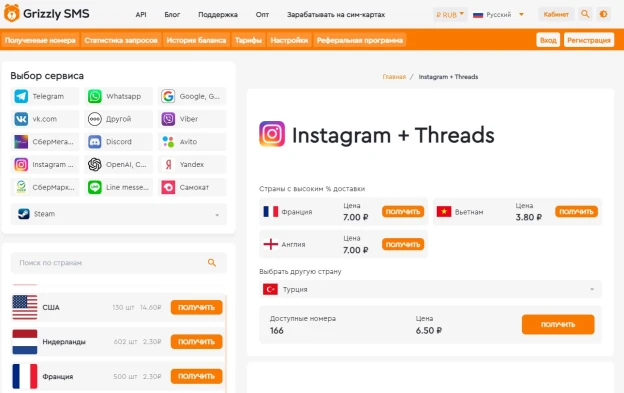 Grizzly SMS
API Блог Поддержка Опт Зарабатывать на сим-картах
₽ RUB Русский Кабинет
Полученные номера Статистика запросов История баланса Тарифы Настройки Реферальная программа
Вход Регистрация
Выбор сервиса
Telegram Whatsapp Google, G...
vk.com Другой Viber
СберМега... Discord Avito
Instagram ... OpenAI, C... Yandex
СберМарк... Line messe... Самокат
Steam
Поиск по странам
США 130 шт 14.60₽ ПОЛУЧИТЬ
Нидерланды 602 шт 2.30₽ ПОЛУЧИТЬ
Франция 500 шт 2.30₽ ПОЛУЧИТЬ
Главная / Instagram + Threads
Instagram + Threads
Страны с высоким % доставки
Франция Цена 7.00 ₽ ПОЛУЧИТЬ
Вьетнам Цена 3.80 ₽ ПОЛУЧИТЬ
Англия Цена 7.00 ₽ ПОЛУЧИТЬ
Выбрать другую страну
Турция
Доступные номера Цена
166 6.50 ₽ ПОЛУЧИТЬ